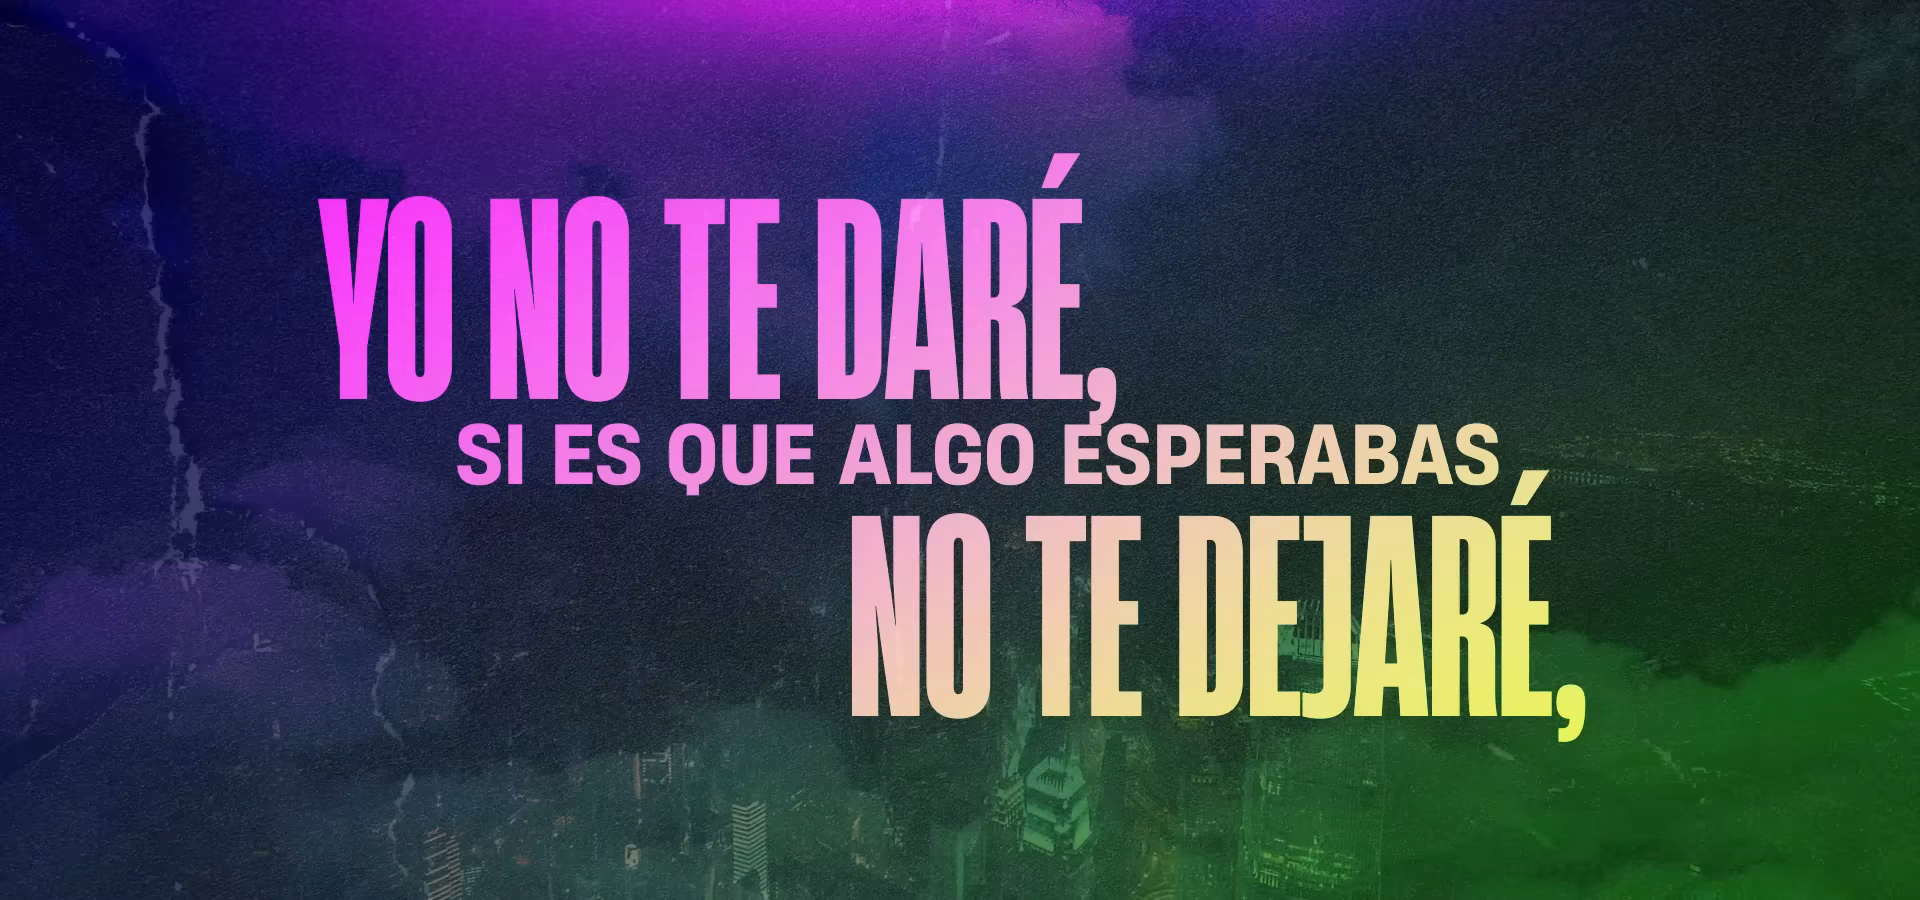 YO NO TE DARÉ,
SI ES QUE ALGO ESPERABAS
NO TE DEJARÉ,